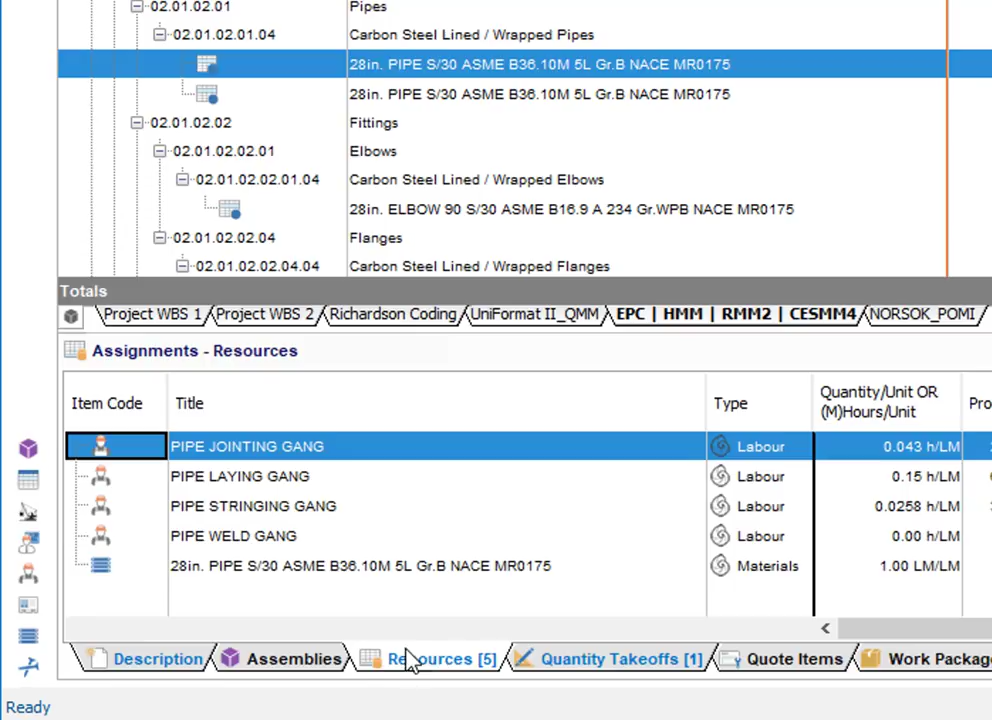 02.01.02.01 Pipes
02.01.02.01.04 Carbon Steel Lined / Wrapped Pipes
28in. PIPE S/30 ASME B36.10M 5L Gr.B NACE MR0175
28in. PIPE S/30 ASME B36.10M 5L Gr.B NACE MR0175
02.01.02.02 Fittings
02.01.02.02.01 Elbows
02.01.02.02.01.04 Carbon Steel Lined / Wrapped Elbows
28in. ELBOW 90 S/30 ASME B16.9 A 234 Gr.WPB NACE MR0175
02.01.02.02.04 Flanges
02.01.02.02.04.04 Carbon Steel Lined / Wrapped Flanges
Totals
Project WBS 1 Project WBS 2 Richardson Coding UniFormat II_QMM EPC | HMM | RMM2 | CESMM4 NORSOK_POMI
Assignments - Resources
Item Code Title Type Quantity/Unit OR (M)Hours/Unit Pro
PIPE JOINTING GANG Labour 0.043 h/LM
PIPE LAYING GANG Labour 0.15 h/LM
PIPE STRINGING GANG Labour 0.0258 h/LM
PIPE WELD GANG Labour 0.00 h/LM
28in. PIPE S/30 ASME B36.10M 5L Gr.B NACE MR0175 Materials 1.00 LM/LM
Description Assemblies Resources [5] Quantity Takeoffs [1] Quote Items Work Packag
Ready